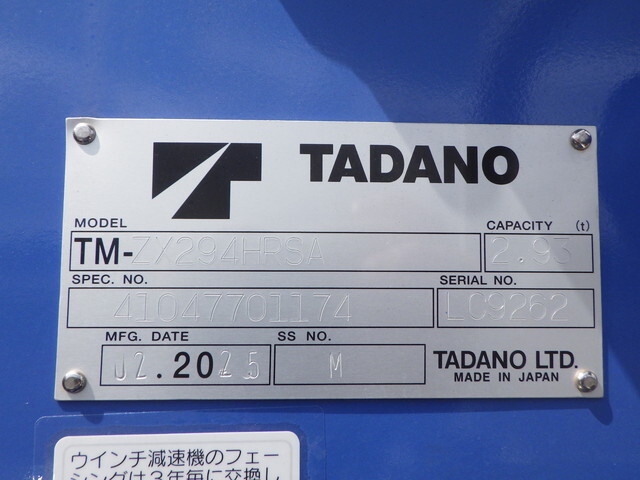 TADANO
MODEL
TM-ZX294HRSA
CAPACITY (t)
2.93
SPEC. NO.
41047701174
SERIAL NO.
LC9262
MFG. DATE
02.2025
SS NO.
M
TADANO LTD.
MADE IN JAPAN
ウインチ減速機のフェー
シングは3年毎に交換し